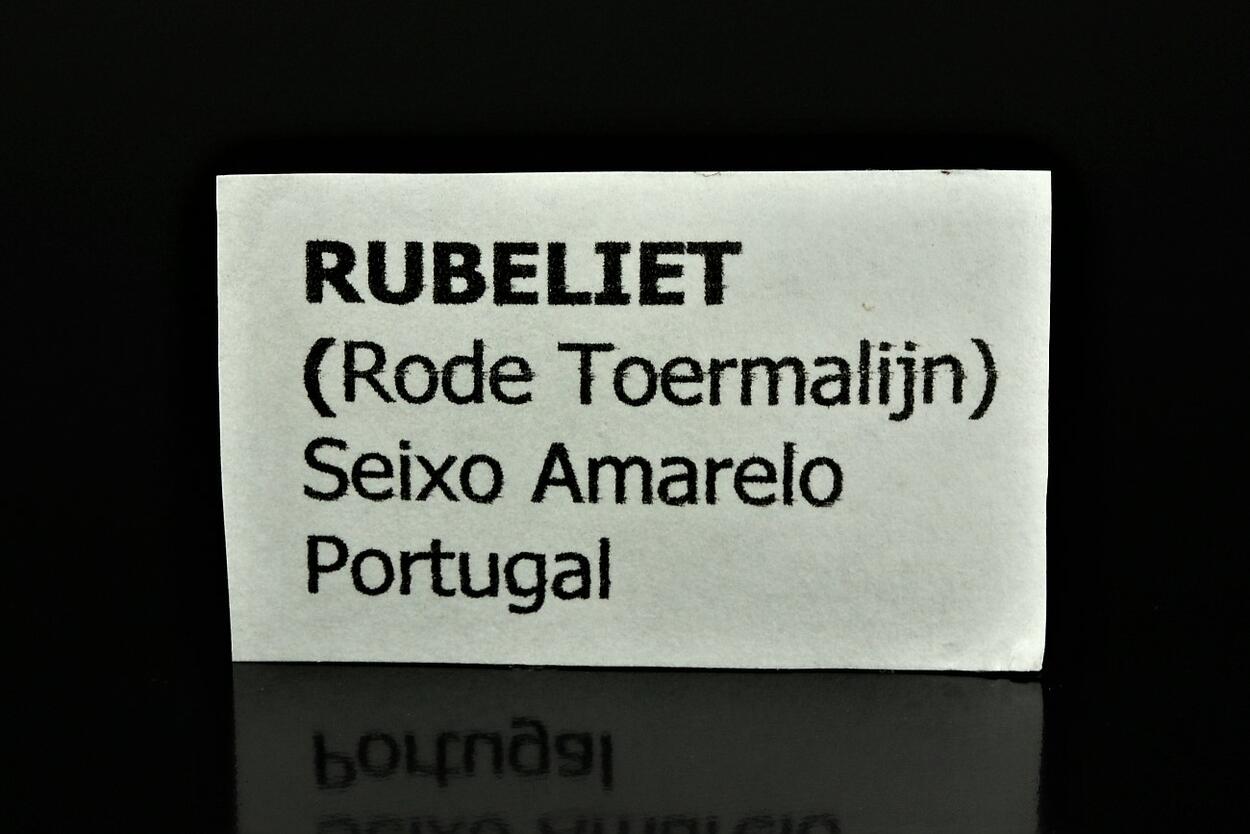 RUBELIET
(Rode Toermalijn)
Seixo Amarelo
Portugal